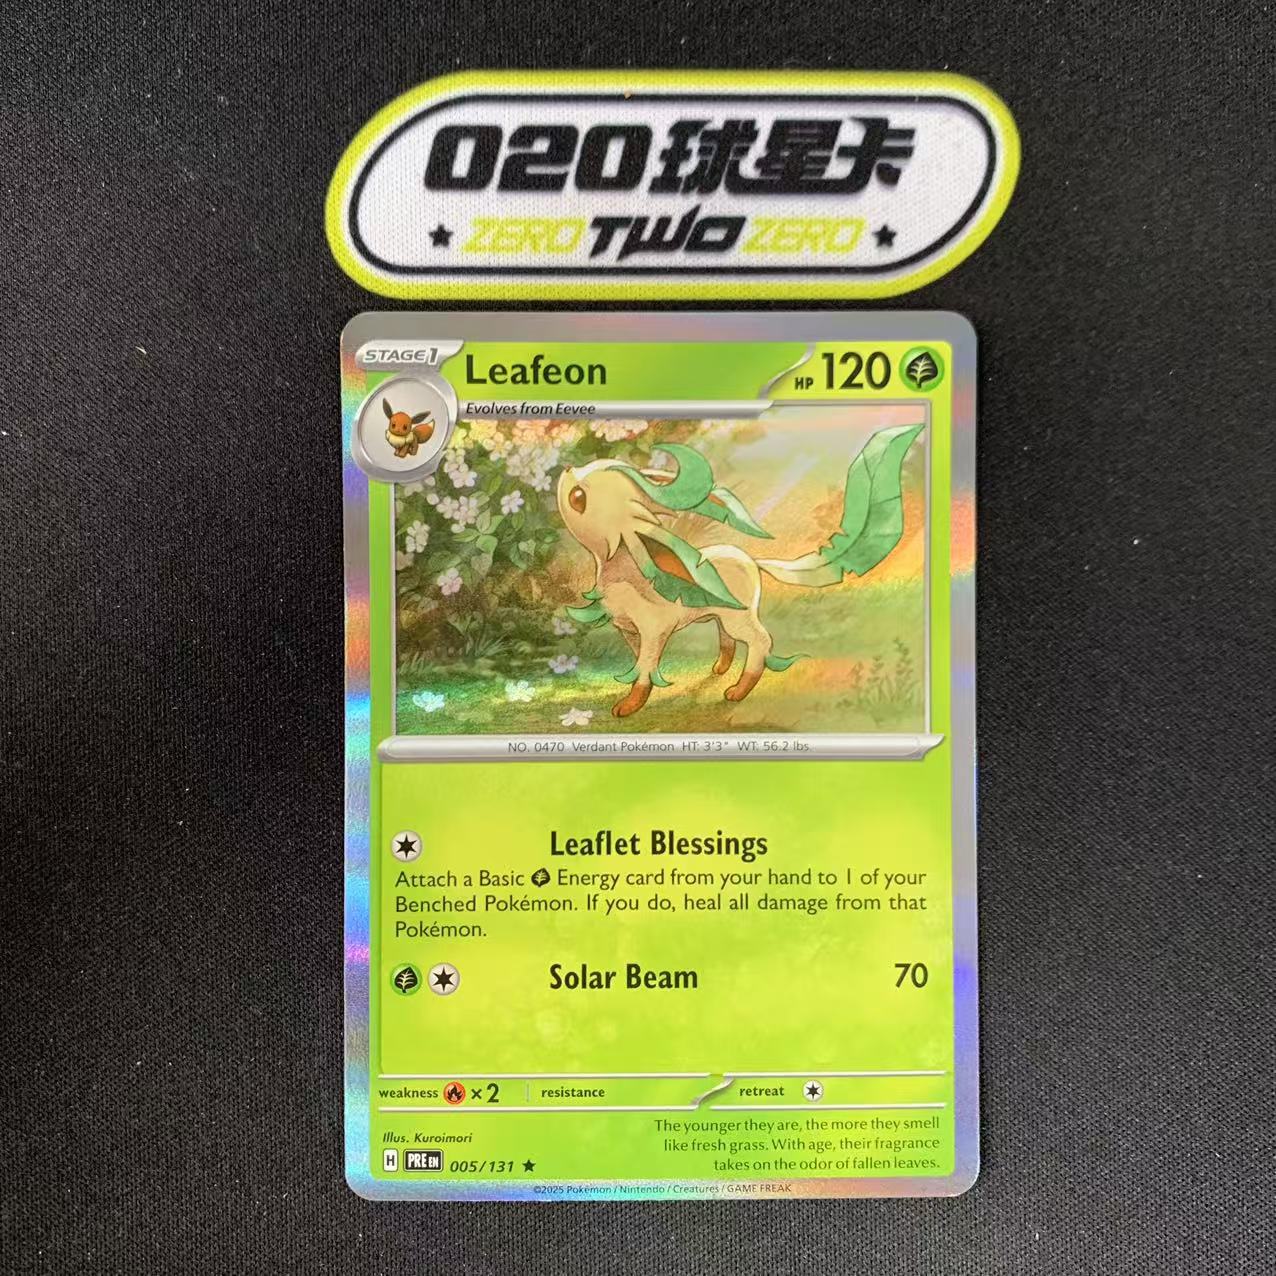 020球星卡
ZERO TWO ZERO
STAGE 1
Leafeon
HP 120
Evolves from Eevee
NO. 0470 Verdant Pokémon HT: 3'3" WT: 56.2 lbs.
Leaflet Blessings
Attach a Basic Energy card from your hand to 1 of your
Benched Pokémon. If you do, heal all damage from that
Pokémon.
Solar Beam 70
weakness ×2 resistance retreat
Illus. Kuroimori
The younger they are, the more they smell
like fresh grass. With age, their fragrance
takes on the odor of fallen leaves.
H PRE EN 005/131 ★
©2025 Pokémon / Nintendo / Creatures / GAME FREAK